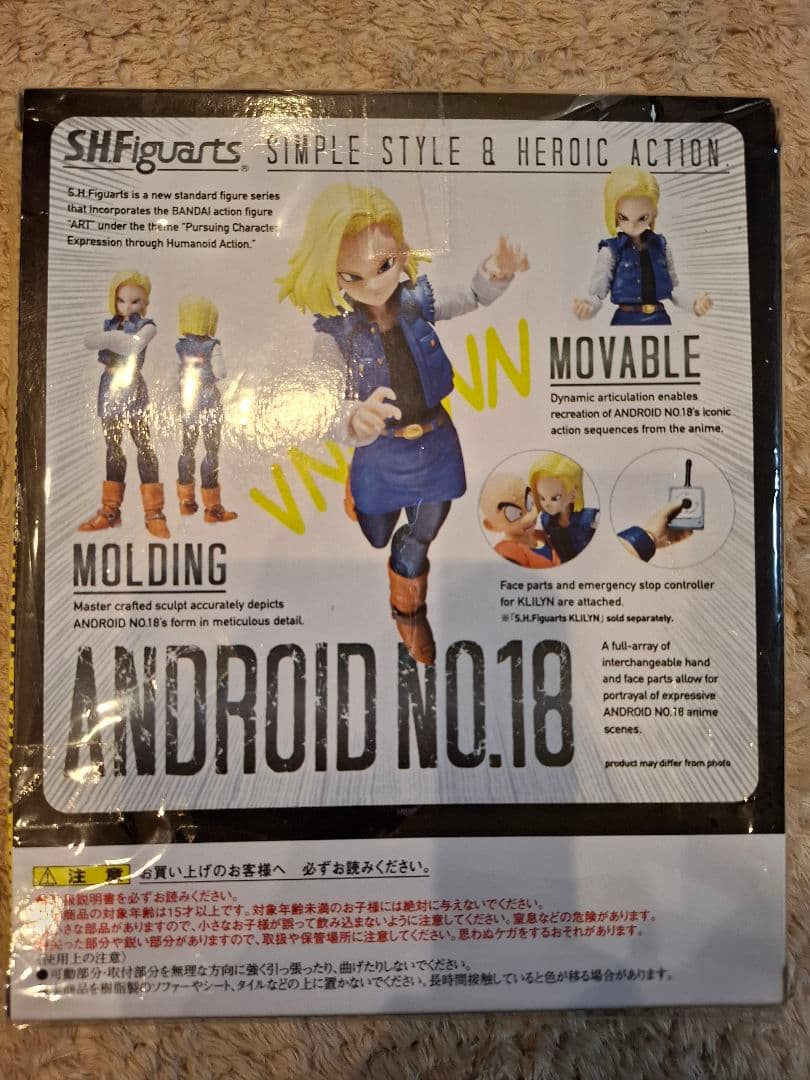 S.H.Figuarts® SIMPLE STYLE & HEROIC ACTION.
S.H.Figuarts is a new standard figure series
that incorporates the BANDAI action figure
"ART" under the theme "Pursuing Character
Expression through Humanoid Action."
MOVABLE
Dynamic articulation enables
recreation of ANDROID NO.18's iconic
action sequences from the anime.
MOLDING
Master crafted sculpt accurately depicts
ANDROID NO.18's form in meticulous detail.
Face parts and emergency stop controller
for KLILYN are attached.
※「S.H.Figuarts KLILYN」 sold separately.
ANDROID NO.18
A full-array of
interchangeable hand
and face parts allow for
portrayal of expressive
ANDROID NO.18 anime
scenes.
product may differ from photo
⚠ 注意 お買い上げのお客様へ 必ずお読みください。
扱説明書を必ずお読みください。
商品の対象年齢は15才以上です。対象年齢未満のお子様には絶対に与えないでください。
小さな部品がありますので、小さなお子様が誤って飲み込まないように注意してください。窒息などの危険があります。
尖った部分や鋭い部分がありますので、取扱や保管場所に注意してください。思わぬケガをするおそれがあります。
〈使用上の注意〉
●可動部分・取付部分を無理な方向に強く引っ張ったり、曲げたりしないでください。
商品を樹脂製のソファーやシート、タイルなどの上に置かないでください。長時間接触していると色が移る場合があります。